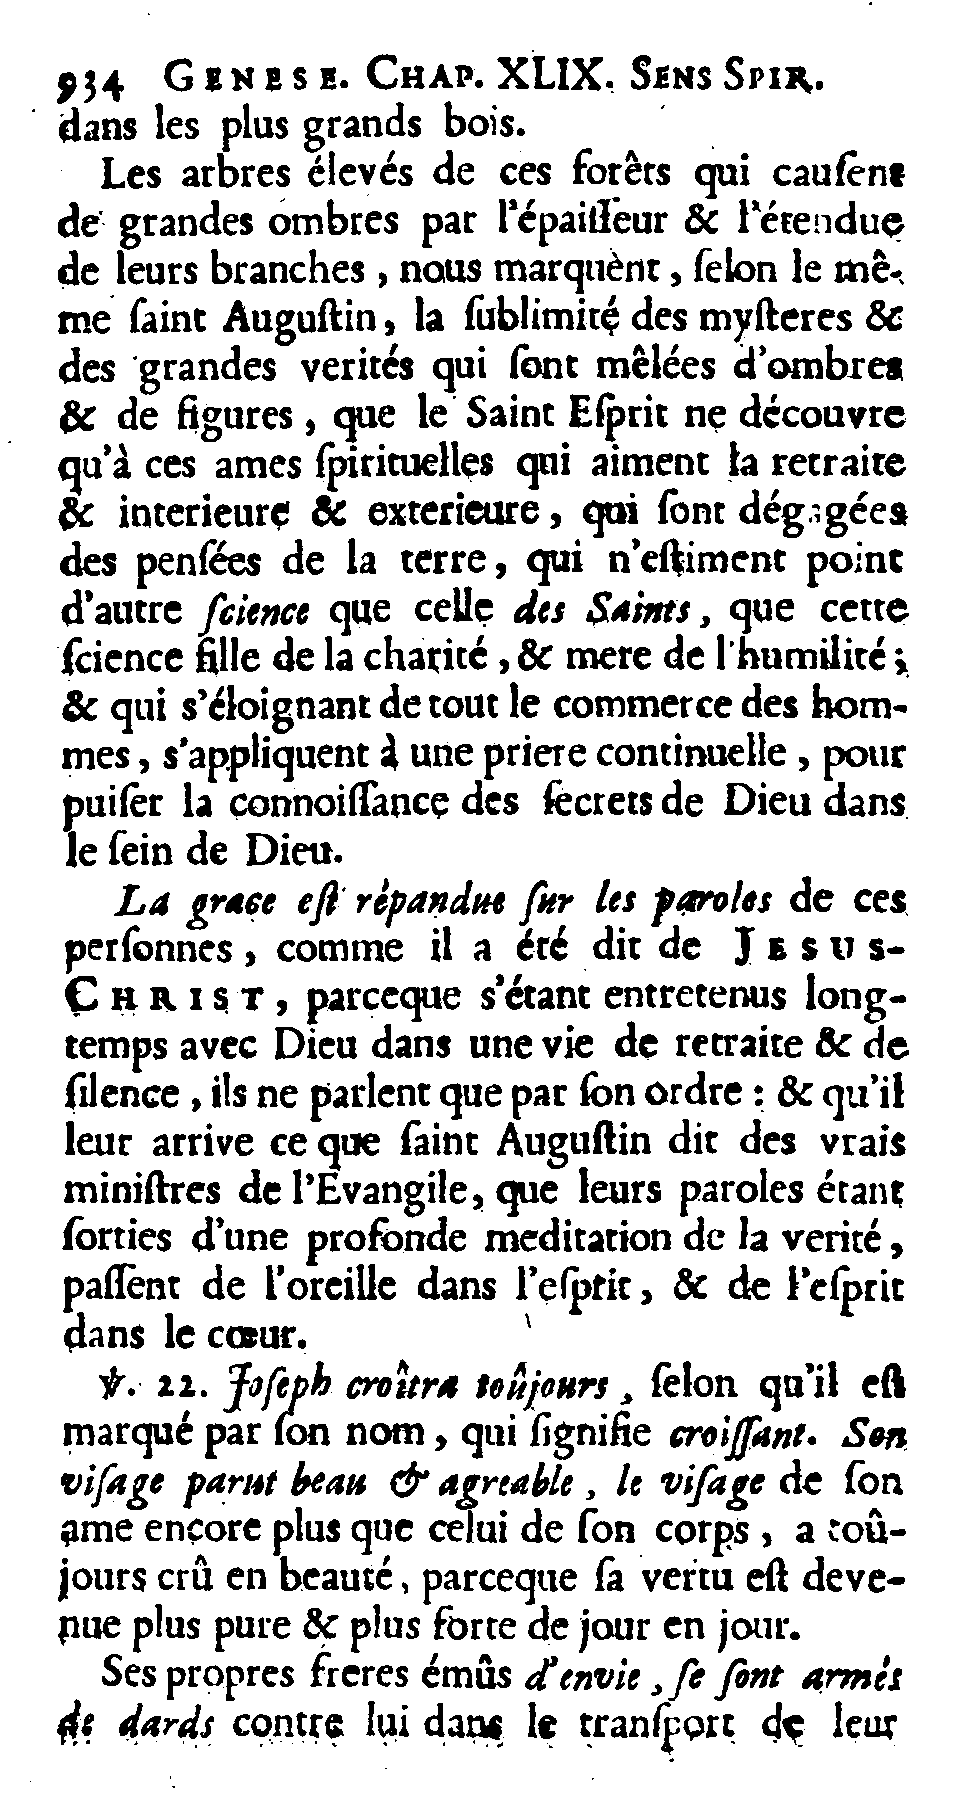 934 GENESE. CHAP. XLIX. SENS SPIR.
dans les plus grands bois.
Les arbres élevés de ces forêts qui cauſent
de grandes ombres par l'épaiſſeur & l'étendue
de leurs branches, nous marquènt, ſelon le mê-
me ſaint Auguſtin, la ſublimité des myſteres &
des grandes verités qui ſont mêlées d'ombres
& de figures, que le Saint Eſprit ne découvre
qu'à ces ames ſpirituelles qui aiment la retraite
& interieure & exterieure, qui ſont dégagées
des penſées de la terre, qui n'eſtiment point
d'autre ſcience que celle des Saints, que cette
ſcience fille de la charité, & mere de l'humilité;
& qui s'éloignant de tout le commerce des hom-
mes, s'appliquent à une priere continuelle, pour
puiſer la connoiſſance des ſecrets de Dieu dans
le ſein de Dieu.
La grace eſt répandue ſur les paroles de ces
perſonnes, comme il a été dit de JESUS-
CHRIST, parceque s'étant entretenus long-
temps avec Dieu dans une vie de retraite & de
ſilence, ils ne parlent que par ſon ordre : & qu'il
leur arrive ce que ſaint Auguſtin dit des vrais
miniſtres de l'Evangile, que leurs paroles étant
ſorties d'une profonde meditation de la verité,
paſſent de l'oreille dans l'eſprit, & de l'eſprit
dans le cœur.
℣. 22. Joſeph croîtra toûjours, ſelon qu'il eſt
marqué par ſon nom, qui ſignifie croiſſant. Son
viſage parut beau & agreable, le viſage de ſon
ame encore plus que celui de ſon corps, a toû-
jours crû en beauté, parceque ſa vertu eſt deve-
nue plus pure & plus forte de jour en jour.
Ses propres freres émûs d'envie, ſe ſont armés
de dards contre lui dans le tranſport de leur